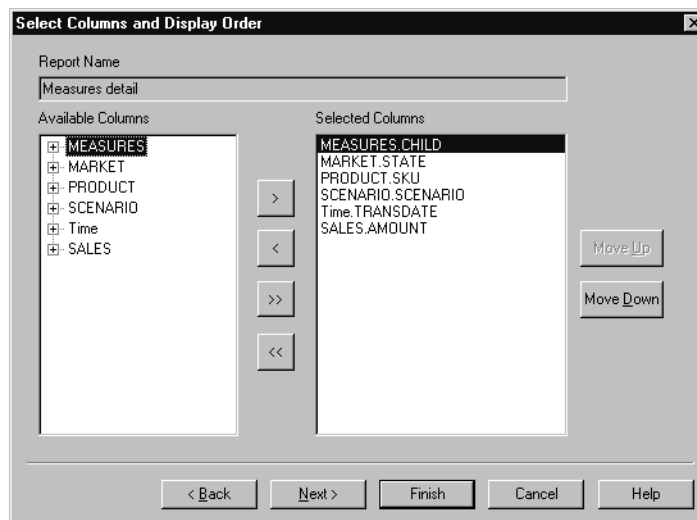 Select Columns and Display Order
Report Name
Measures detail
Available Columns
Selected Columns
MEASURES
MARKET
PRODUCT
SCENARIO
Time
SALES
>
<
>>
<<
MEASURES.CHILD
MARKET.STATE
PRODUCT.SKU
SCENARIO.SCENARIO
Time.TRANSDATE
SALES.AMOUNT
Move Up
Move Down
< Back
Next >
Finish
Cancel
Help